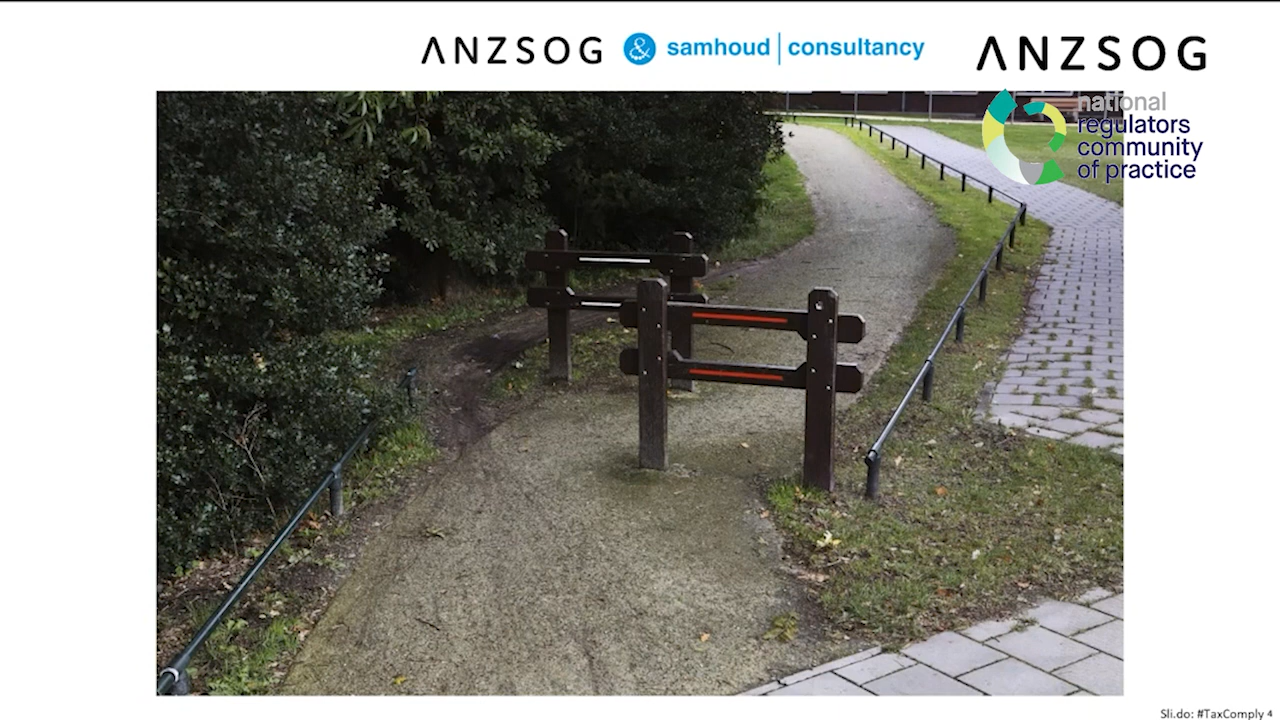 ANZSOG & samhoud | consultancy ANZSOG
national
regulators
community
of practice
Sli.do: #TaxComply 4